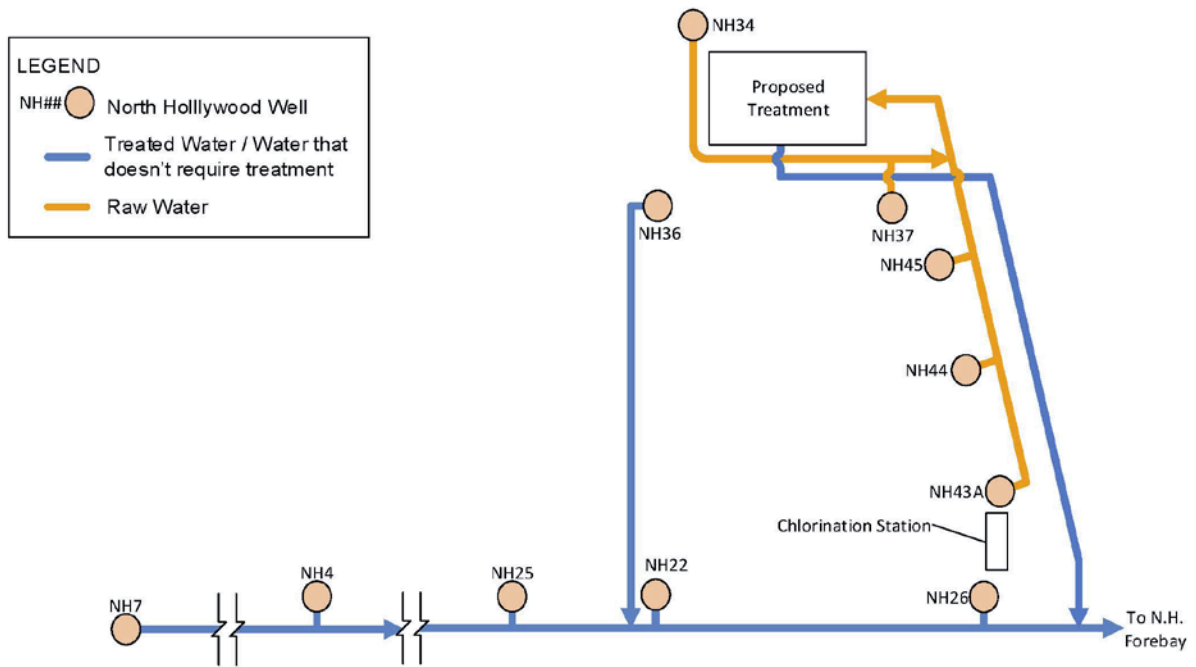 LEGEND
NH##
North Holllywood Well
Treated Water / Water that
doesn't require treatment
Raw Water
NH34
Proposed
Treatment
NH36
NH37
NH45
NH44
NH43A
Chlorination Station
NH7
NH4
NH25
NH22
NH26
To N.H.
Forebay